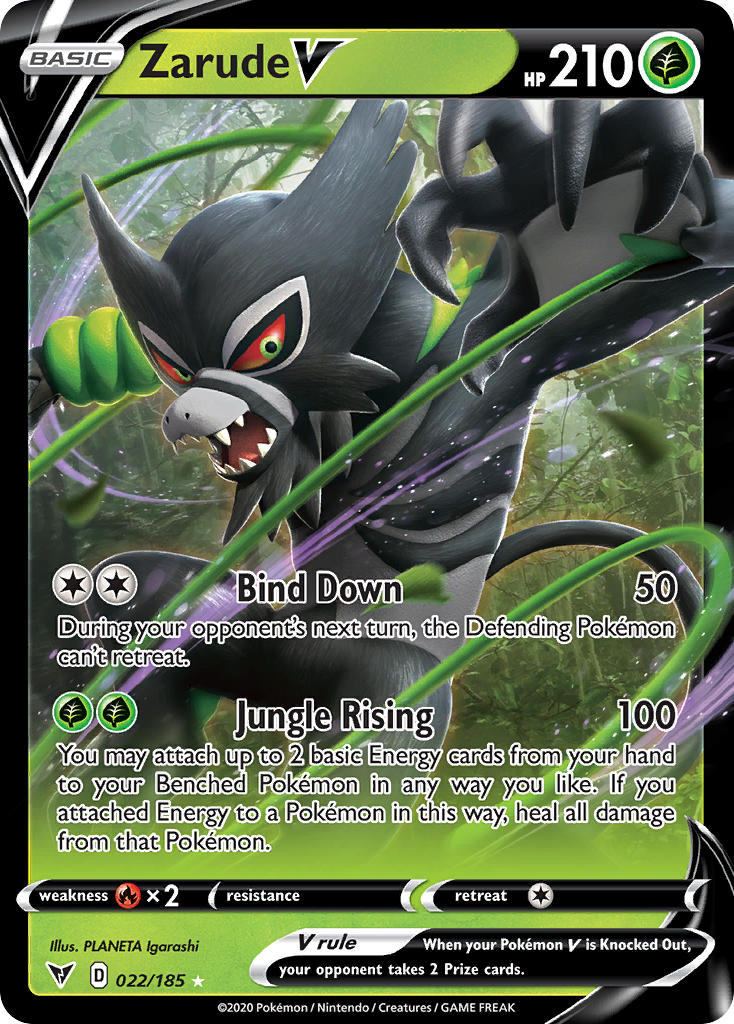 BASIC Zarude V HP 210
Bind Down 50
During your opponent's next turn, the Defending Pokémon
can't retreat.
Jungle Rising 100
You may attach up to 2 basic Energy cards from your hand
to your Benched Pokémon in any way you like. If you
attached Energy to a Pokémon in this way, heal all damage
from that Pokémon.
weakness ×2 resistance retreat
Illus. PLANETA Igarashi
V rule When your Pokémon V is Knocked Out,
your opponent takes 2 Prize cards.
D 022/185 ★
©2020 Pokémon / Nintendo / Creatures / GAME FREAK